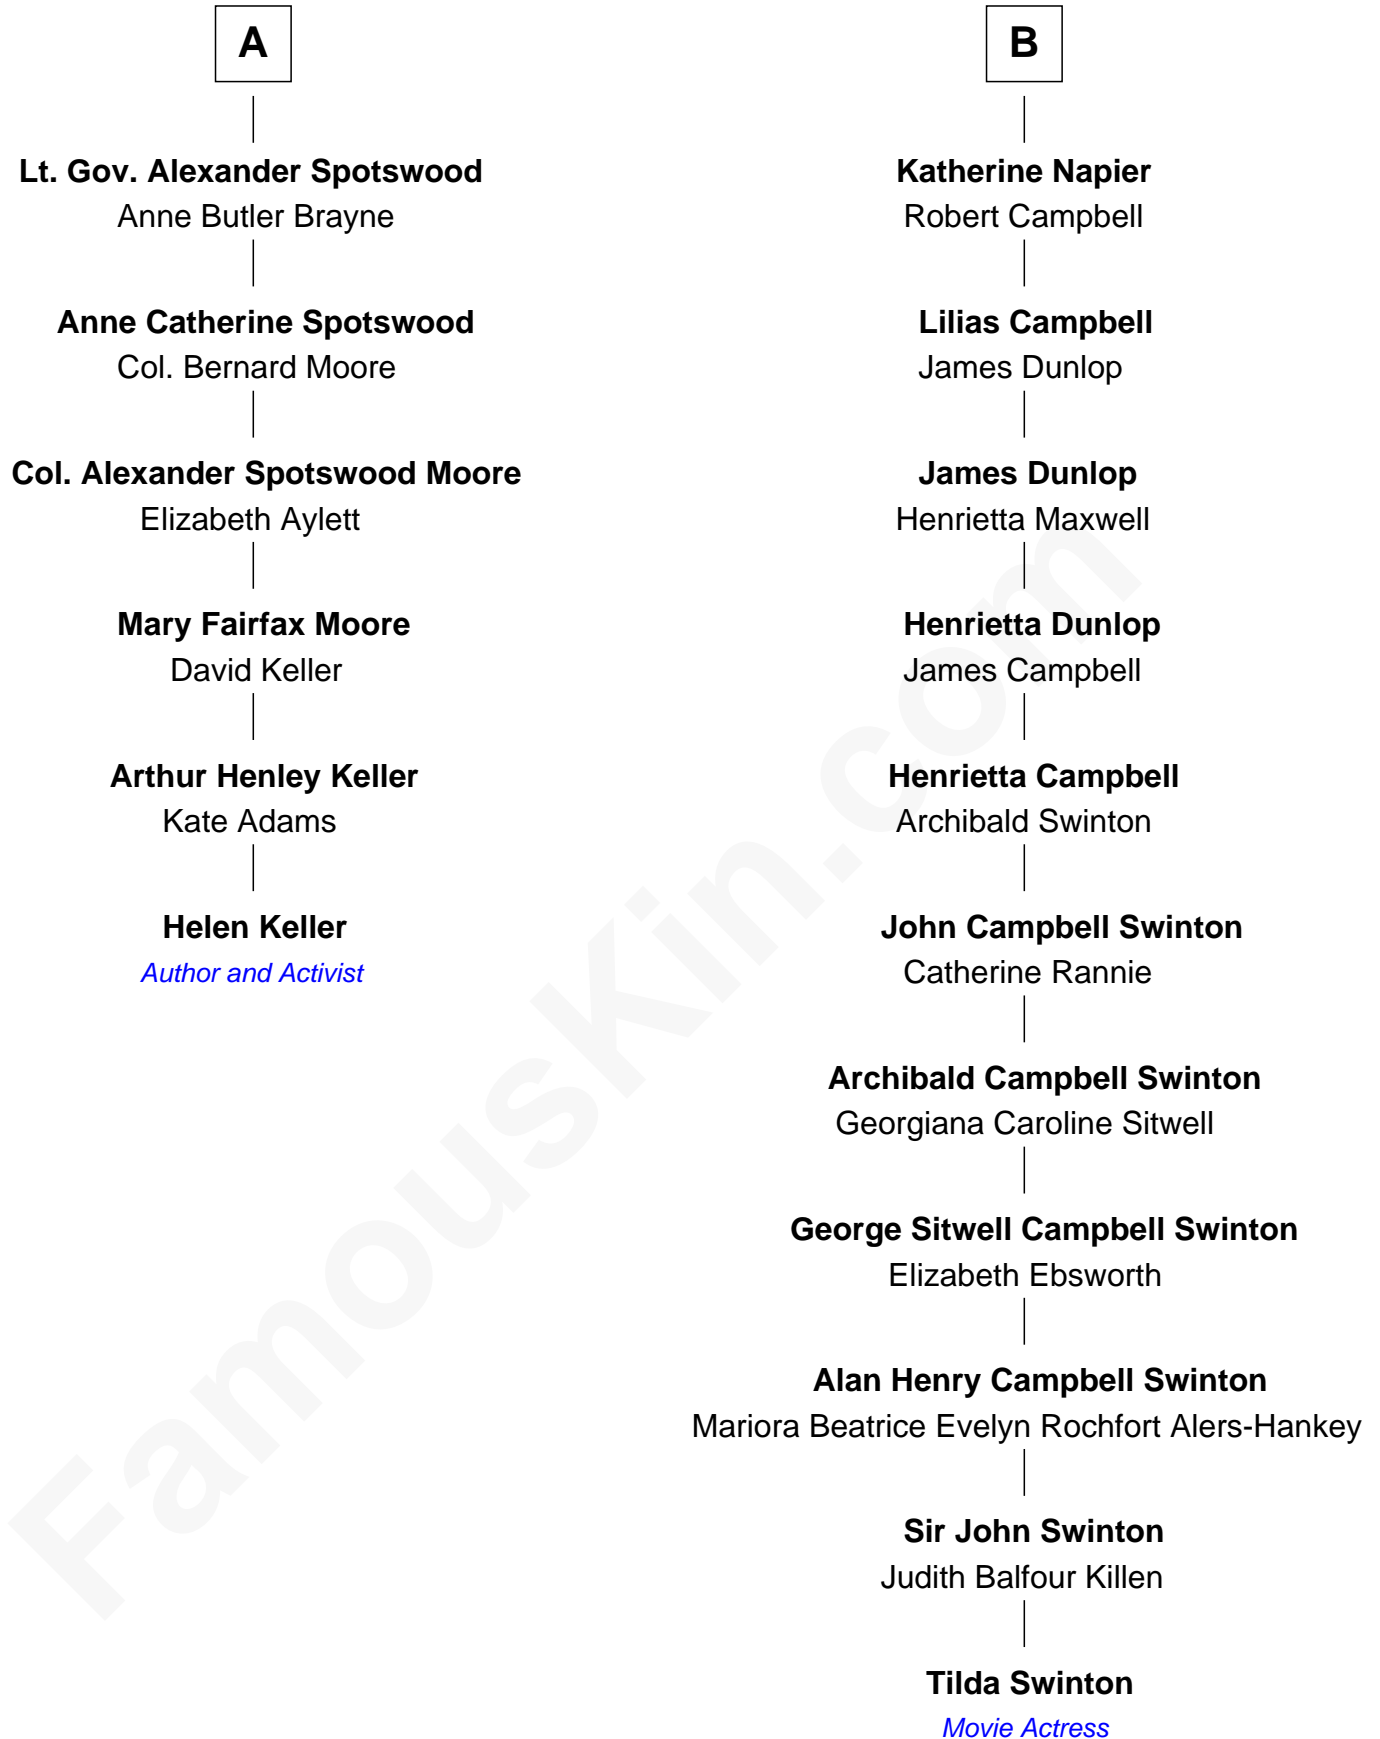 A
Lt. Gov. Alexander Spotswood
Anne Butler Brayne
Anne Catherine Spotswood
Col. Bernard Moore
Col. Alexander Spotswood Moore
Elizabeth Aylett
Mary Fairfax Moore
David Keller
Arthur Henley Keller
Kate Adams
Helen Keller
Author and Activist
B
Katherine Napier
Robert Campbell
Lilias Campbell
James Dunlop
James Dunlop
Henrietta Maxwell
Henrietta Dunlop
James Campbell
Henrietta Campbell
Archibald Swinton
John Campbell Swinton
Catherine Rannie
Archibald Campbell Swinton
Georgiana Caroline Sitwell
George Sitwell Campbell Swinton
Elizabeth Ebsworth
Alan Henry Campbell Swinton
Mariora Beatrice Evelyn Rochfort Alers-Hankey
Sir John Swinton
Judith Balfour Killen
Tilda Swinton
Movie Actress
FamousKin.com